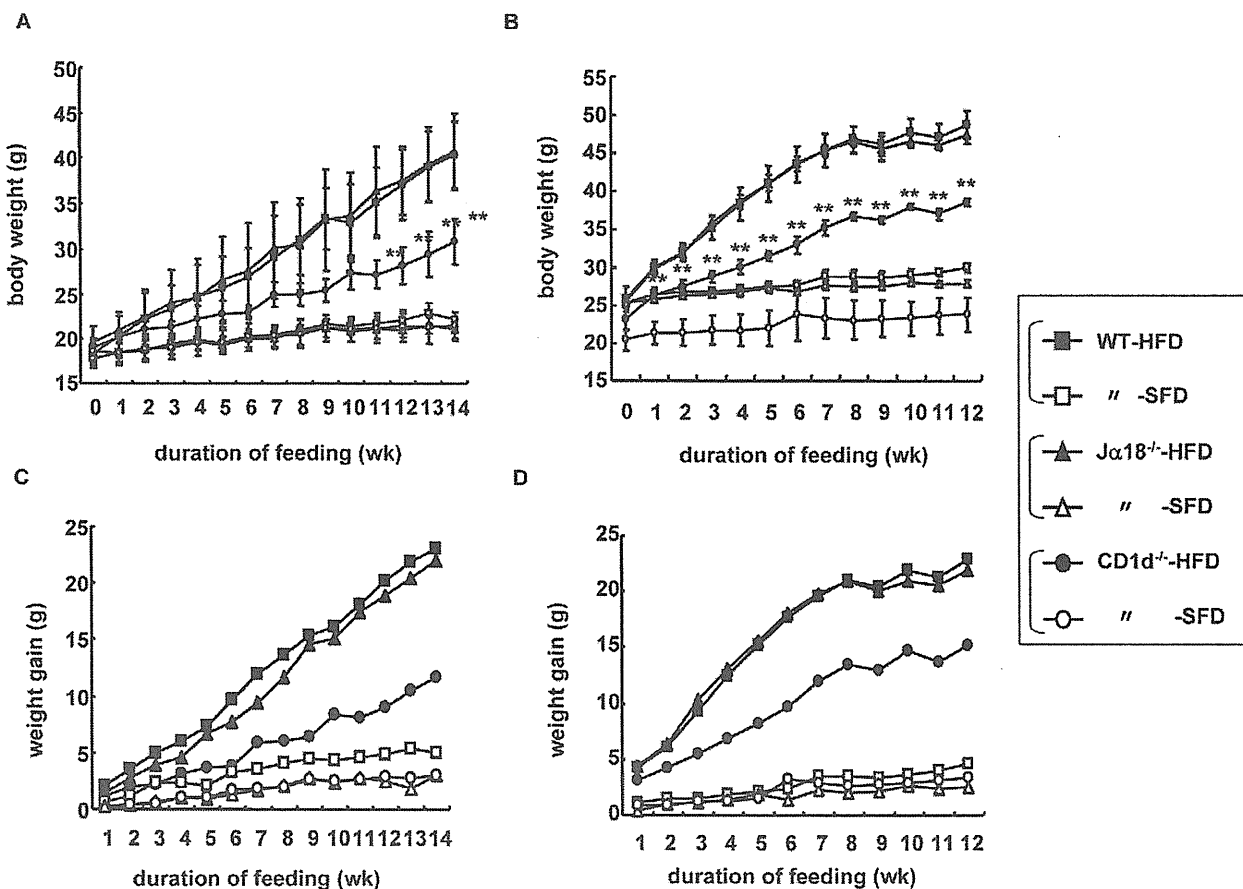 A
body weight (g)
50
45
40
35
30
25
20
15
** ** **
**
0 1 2 3 4 5 6 7 8 9 10 11 12 13 14
duration of feeding (wk)
B
body weight (g)
55
50
45
40
35
30
25
20
15
** ** ** ** ** ** ** ** ** ** ** **
0 1 2 3 4 5 6 7 8 9 10 11 12
duration of feeding (wk)
C
weight gain (g)
25
20
15
10
5
0
1 2 3 4 5 6 7 8 9 10 11 12 13 14
duration of feeding (wk)
D
weight gain (g)
25
20
15
10
5
0
1 2 3 4 5 6 7 8 9 10 11 12
duration of feeding (wk)
WT-HFD
〃 -SFD
Jα18-/--HFD
〃 -SFD
CD1d-/--HFD
〃 -SFD